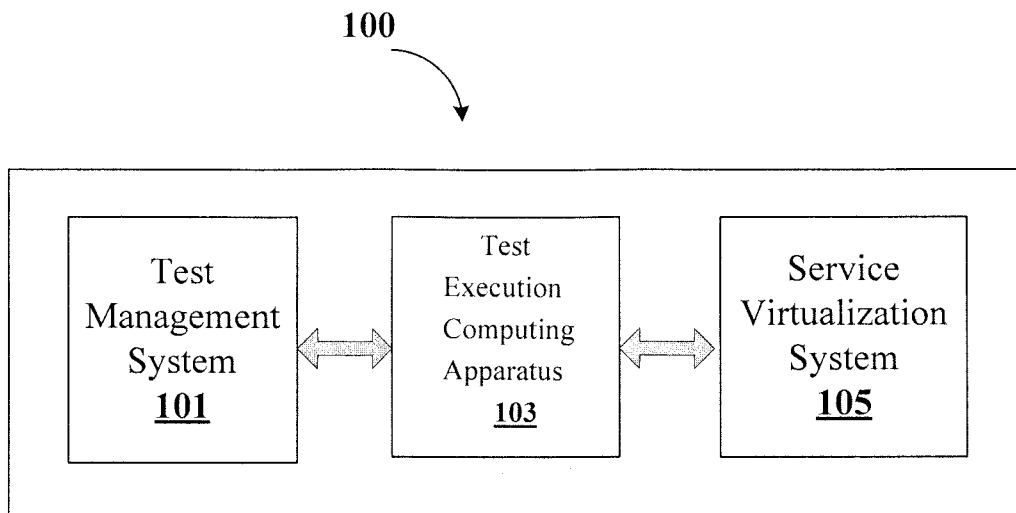 100
Test
Management
System
101
Test
Execution
Computing
Apparatus
103
Service
Virtualization
System
105